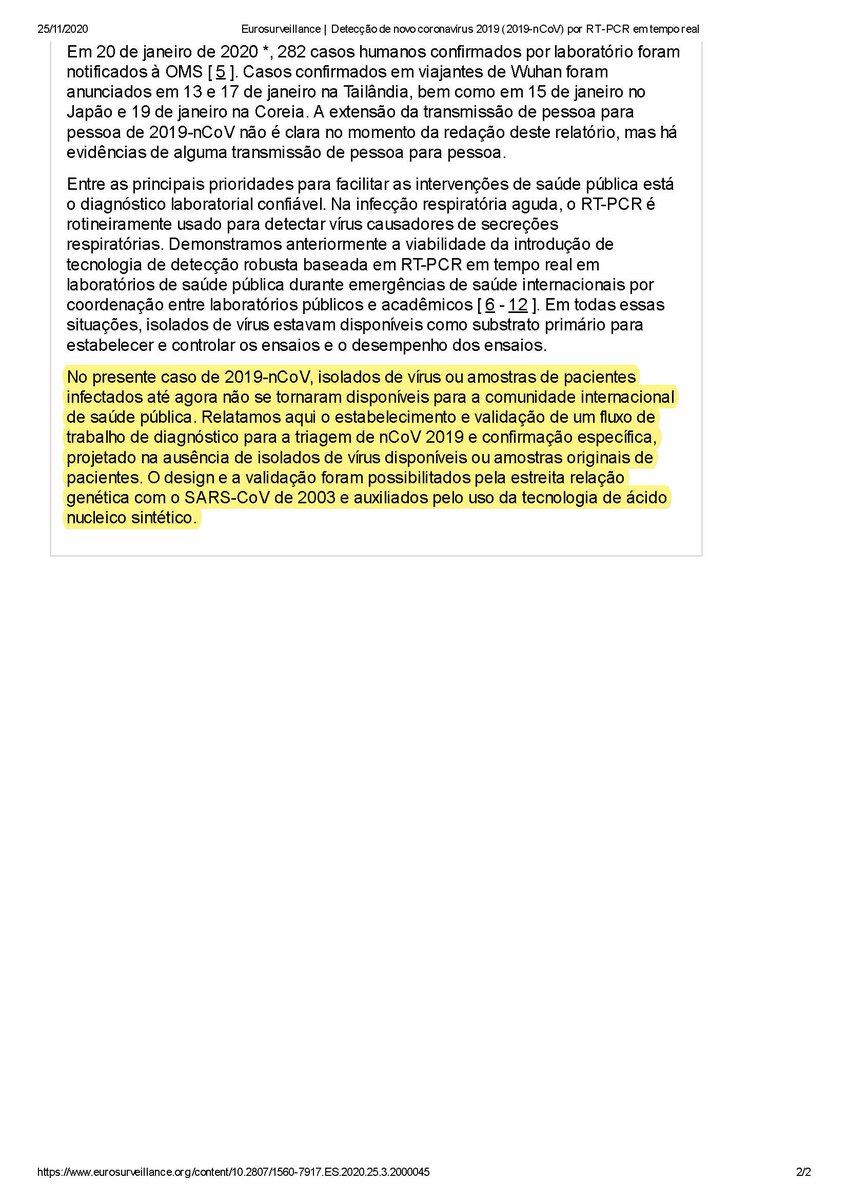 25/11/2020 Eurosurveillance | Detecção de novo coronavírus 2019 (2019-nCoV) por RT-PCR em tempo real
Em 20 de janeiro de 2020 *, 282 casos humanos confirmados por laboratório foram
notificados à OMS [ 5 ]. Casos confirmados em viajantes de Wuhan foram
anunciados em 13 e 17 de janeiro na Tailândia, bem como em 15 de janeiro no
Japão e 19 de janeiro na Coreia. A extensão da transmissão de pessoa para
pessoa de 2019-nCoV não é clara no momento da redação deste relatório, mas há
evidências de alguma transmissão de pessoa para pessoa.
Entre as principais prioridades para facilitar as intervenções de saúde pública está
o diagnóstico laboratorial confiável. Na infecção respiratória aguda, o RT-PCR é
rotineiramente usado para detectar vírus causadores de secreções
respiratórias. Demonstramos anteriormente a viabilidade da introdução de
tecnologia de detecção robusta baseada em RT-PCR em tempo real em
laboratórios de saúde pública durante emergências de saúde internacionais por
coordenação entre laboratórios públicos e acadêmicos [ 6 - 12 ]. Em todas essas
situações, isolados de vírus estavam disponíveis como substrato primário para
estabelecer e controlar os ensaios e o desempenho dos ensaios.
No presente caso de 2019-nCoV, isolados de vírus ou amostras de pacientes
infectados até agora não se tornaram disponíveis para a comunidade internacional
de saúde pública. Relatamos aqui o estabelecimento e validação de um fluxo de
trabalho de diagnóstico para a triagem de nCoV 2019 e confirmação específica,
projetado na ausência de isolados de vírus disponíveis ou amostras originais de
pacientes. O design e a validação foram possibilitados pela estreita relação
genética com o SARS-CoV de 2003 e auxiliados pelo uso da tecnologia de ácido
nucleico sintético.
https://www.eurosurveillance.org/content/10.2807/1560-7917.ES.2020.25.3.2000045 2/2